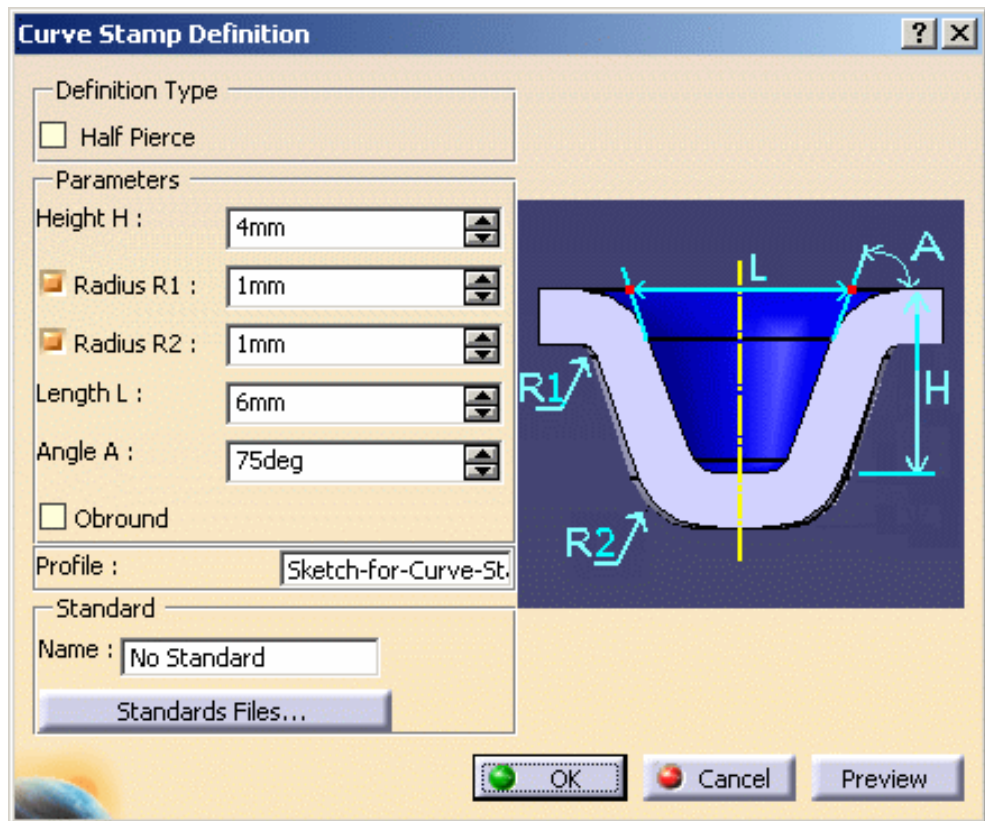 Curve Stamp Definition
? X
Definition Type
Half Pierce
Parameters
Height H : 4mm
Radius R1 : 1mm
Radius R2 : 1mm
Length L : 6mm
Angle A : 75deg
Obround
Profile : Sketch-for-Curve-St
Standard
Name : No Standard
Standards Files...
L
A
R1
H
R2
OK Cancel Preview